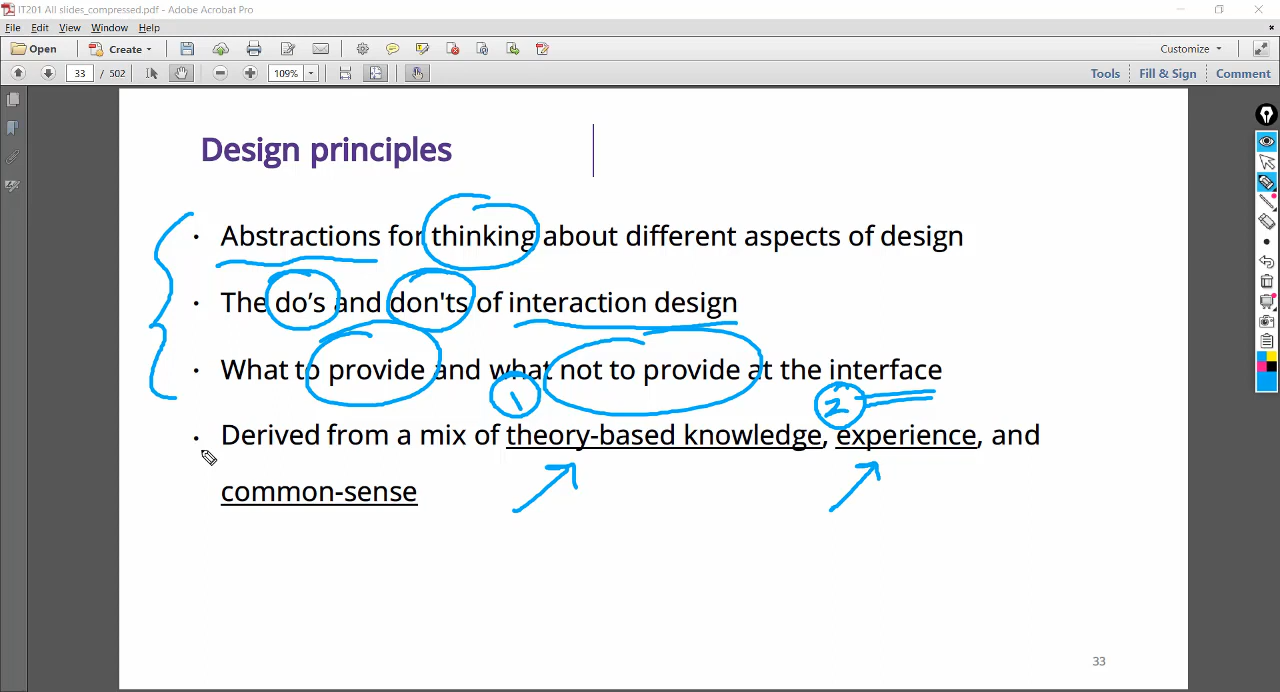 IT201 All slides_compressed.pdf - Adobe Acrobat Pro
File Edit View Window Help
Open Create Customize
33 / 502 109% Tools Fill & Sign Comment
Design principles
· Abstractions for thinking about different aspects of design
· The do’s and don'ts of interaction design
· What to provide and what not to provide at the interface
1 2
· Derived from a mix of theory-based knowledge, experience, and
common-sense
33